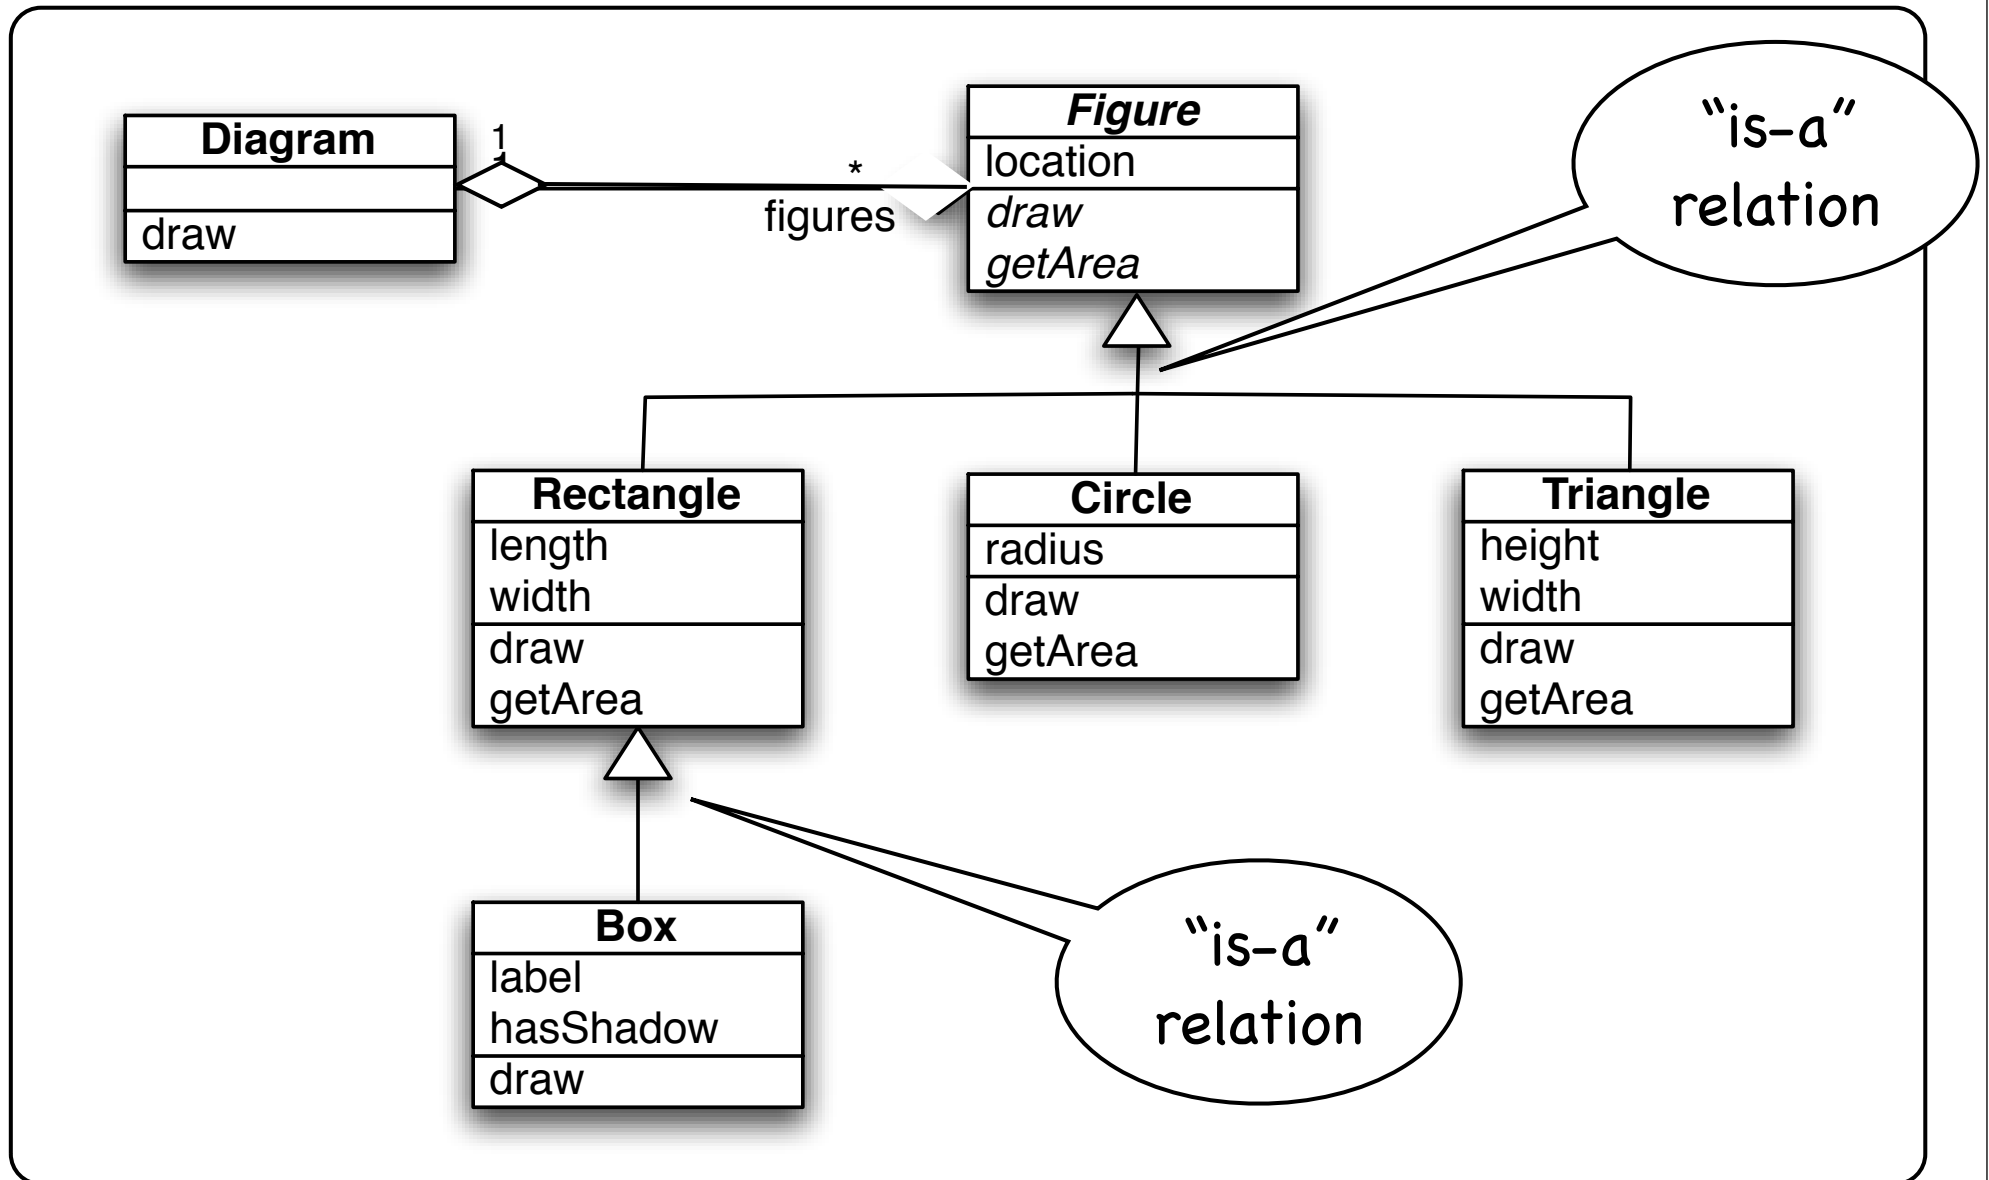 Diagram
draw
1
*
figures
Figure
location
draw
getArea
“is-a”
relation
Rectangle
length
width
draw
getArea
Circle
radius
draw
getArea
Triangle
height
width
draw
getArea
Box
label
hasShadow
draw
“is-a”
relation